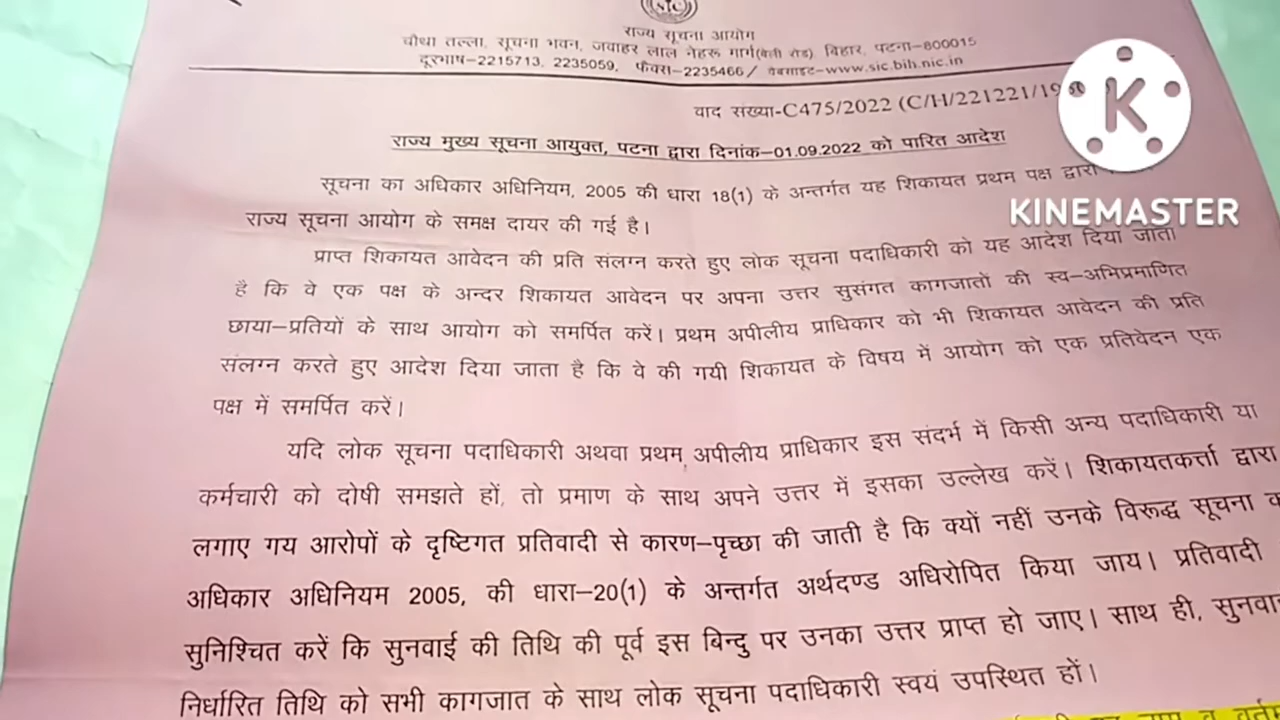 SIC
राज्य सूचना आयोग
चौथा तल्ला, सूचना भवन, जवाहर लाल नेहरू मार्ग(बेली रोड), बिहार, पटना–800015
दूरभाष–2215713, 2235059, फैक्स–2235466 / वेबसाइट–www.sic.bih.nic.in
वाद संख्या-C475/2022 (C/H/221221/19
राज्य मुख्य सूचना आयुक्त, पटना द्वारा दिनांक–01.09.2022 को पारित आदेश
सूचना का अधिकार अधिनियम, 2005 की धारा 18(1) के अन्तर्गत यह शिकायत प्रथम पक्ष द्वारा
राज्य सूचना आयोग के समक्ष दायर की गई है।
प्राप्त शिकायत आवेदन की प्रति संलग्न करते हुए लोक सूचना पदाधिकारी को यह आदेश दिया जाता
है कि वे एक पक्ष के अन्दर शिकायत आवेदन पर अपना उत्तर सुसंगत कागजातों की स्व–अभिप्रमाणित
छाया–प्रतियों के साथ आयोग को समर्पित करें। प्रथम अपीलीय प्राधिकार को भी शिकायत आवेदन की प्रति
संलग्न करते हुए आदेश दिया जाता है कि वे की गयी शिकायत के विषय में आयोग को एक प्रतिवेदन एक
पक्ष में समर्पित करें।
यदि लोक सूचना पदाधिकारी अथवा प्रथम अपीलीय प्राधिकार इस संदर्भ में किसी अन्य पदाधिकारी या
कर्मचारी को दोषी समझते हों, तो प्रमाण के साथ अपने उत्तर में इसका उल्लेख करें। शिकायतकर्त्ता द्वारा
लगाए गय आरोपों के दृष्टिगत प्रतिवादी से कारण–पृच्छा की जाती है कि क्यों नहीं उनके विरूद्ध सूचना
अधिकार अधिनियम 2005, की धारा–20(1) के अन्तर्गत अर्थदण्ड अधिरोपित किया जाय। प्रतिवादी
सुनिश्चित करें कि सुनवाई की तिथि की पूर्व इस बिन्दु पर उनका उत्तर प्राप्त हो जाए। साथ ही,
निर्धारित तिथि को सभी कागजात के साथ लोक सूचना पदाधिकारी स्वयं उपस्थित हों।
K
KINEMASTER